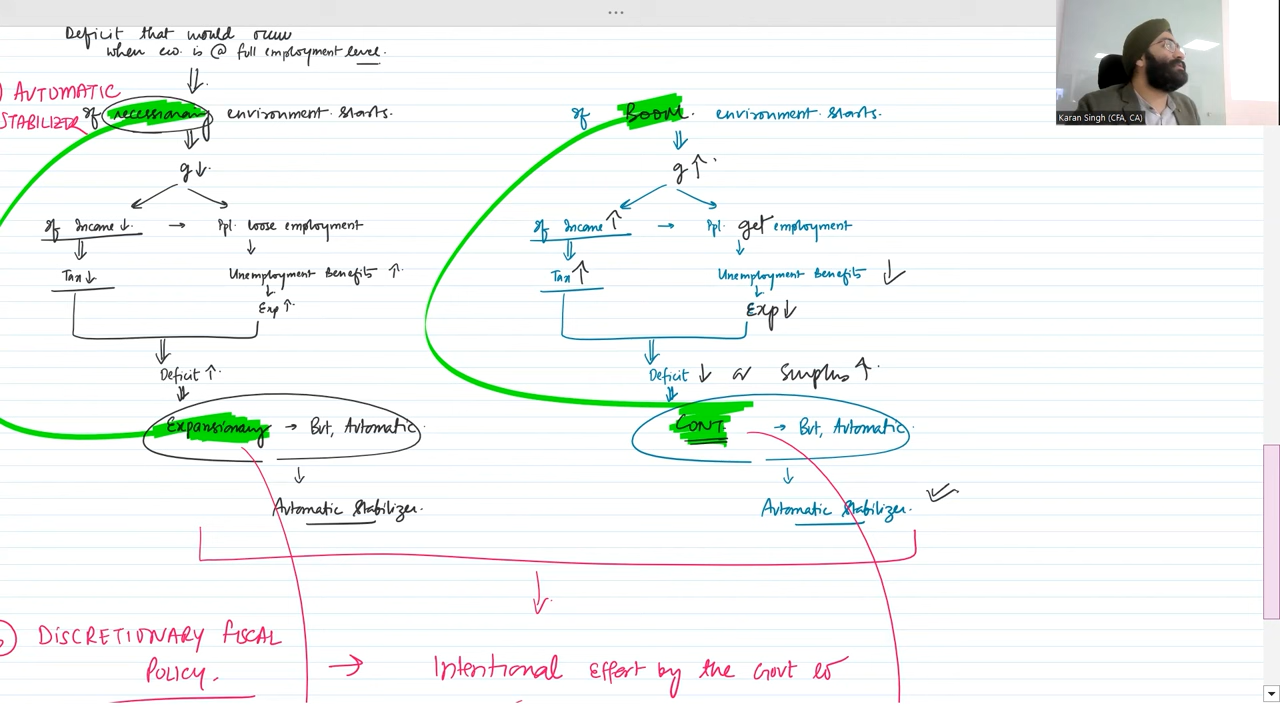 Deficit that would occur
when eco. is @ full employment level.
) AUTOMATIC
STABILIZER
If recessionary environment starts.
g↓
If Income ↓ → Ppl. loose employment
Tax ↓
Unemployment Benefits ↑.
Exp ↑.
Deficit ↑
Expansionary → But, Automatic
Automatic Stabilizer.
If BOOM environment starts.
g↑
If Income ↑ → Ppl. get employment
Tax ↑
Unemployment Benefits ↓
Exp↓
Deficit ↓ or Surplus ↑
CONT. → But, Automatic
Automatic Stabilizer.
b) DISCRETIONARY FISCAL
POLICY. → Intentional effort by the Govt to
Karan Singh (CFA, CA)